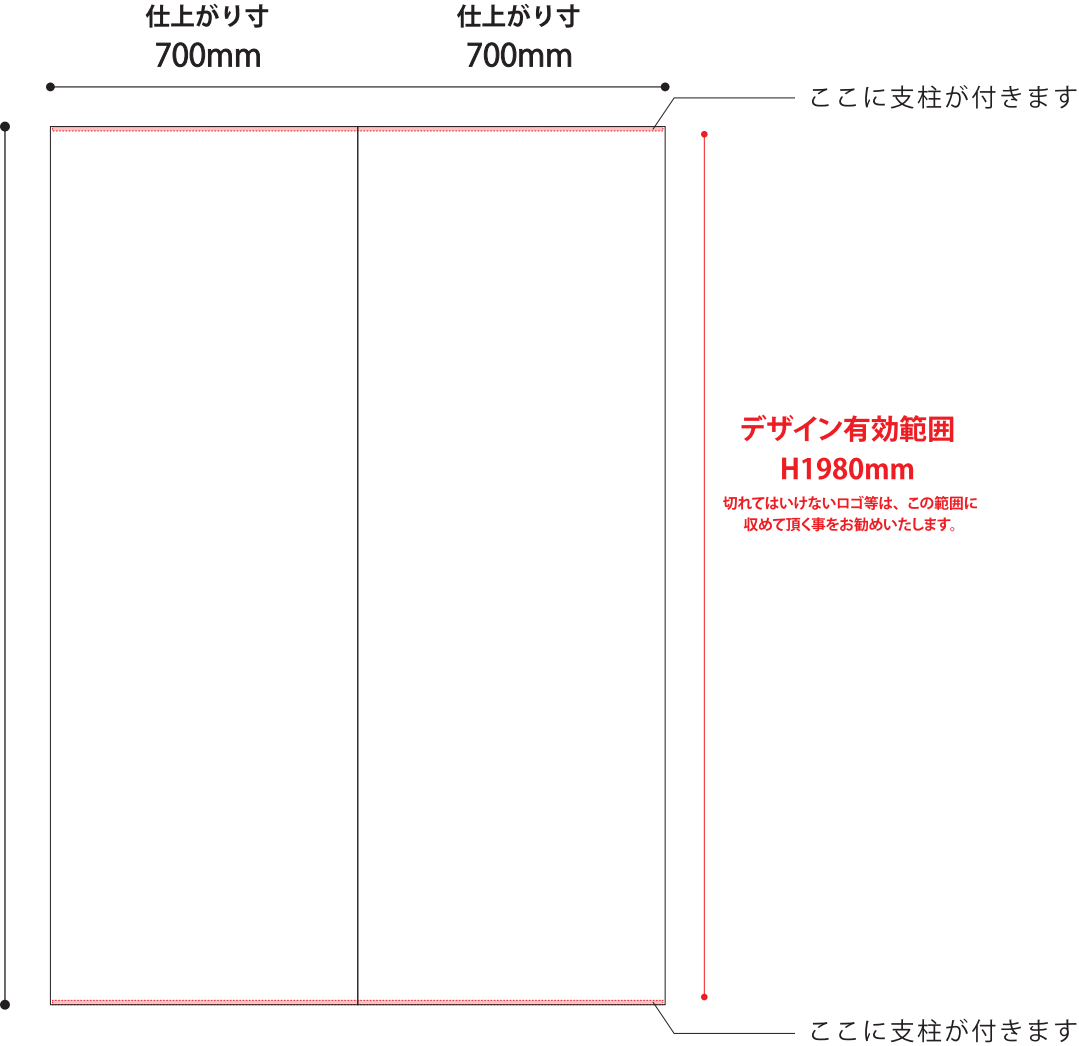 仕上がり寸
700mm
仕上がり寸
700mm
ここに支柱が付きます
デザイン有効範囲
H1980mm
切れてはいけないロゴ等は、この範囲に
収めて頂く事をお勧めいたします。
ここに支柱が付きます